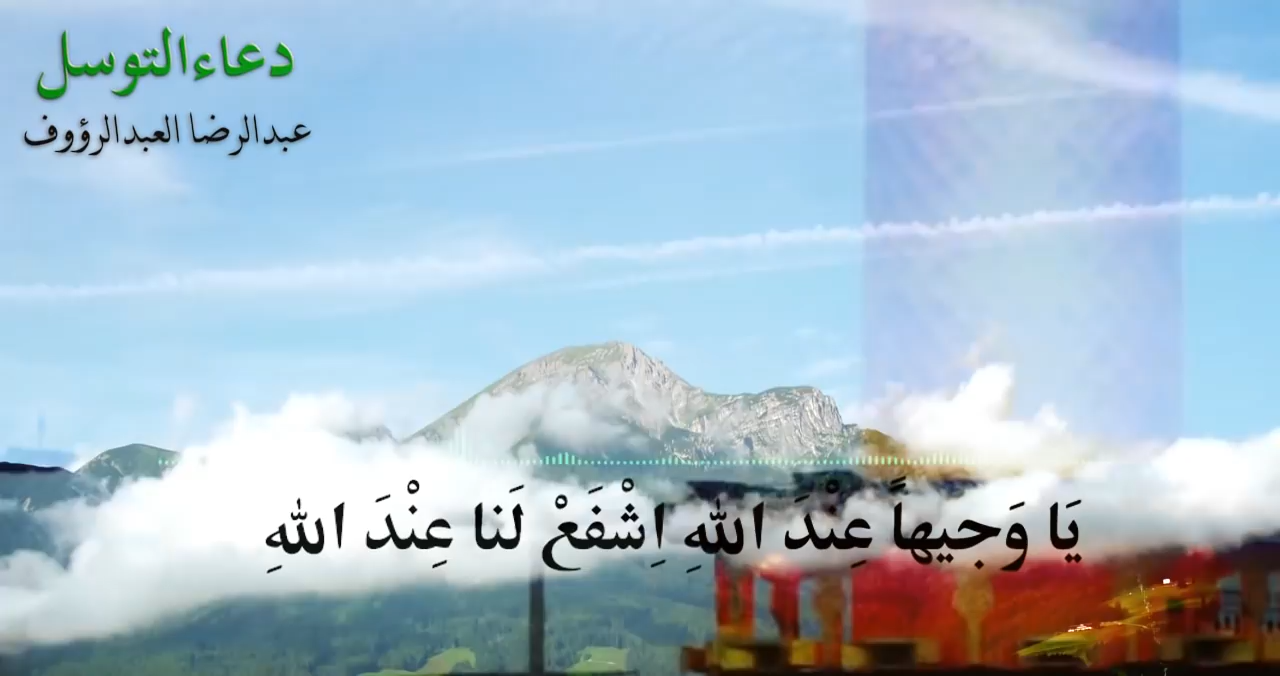 دعاءالتوسل
عبدالرضا العبدالرؤوف
يَا وَجيهاً عِنْدَ اللهِ اِشْفَعْ لَنا عِنْدَ اللهِ